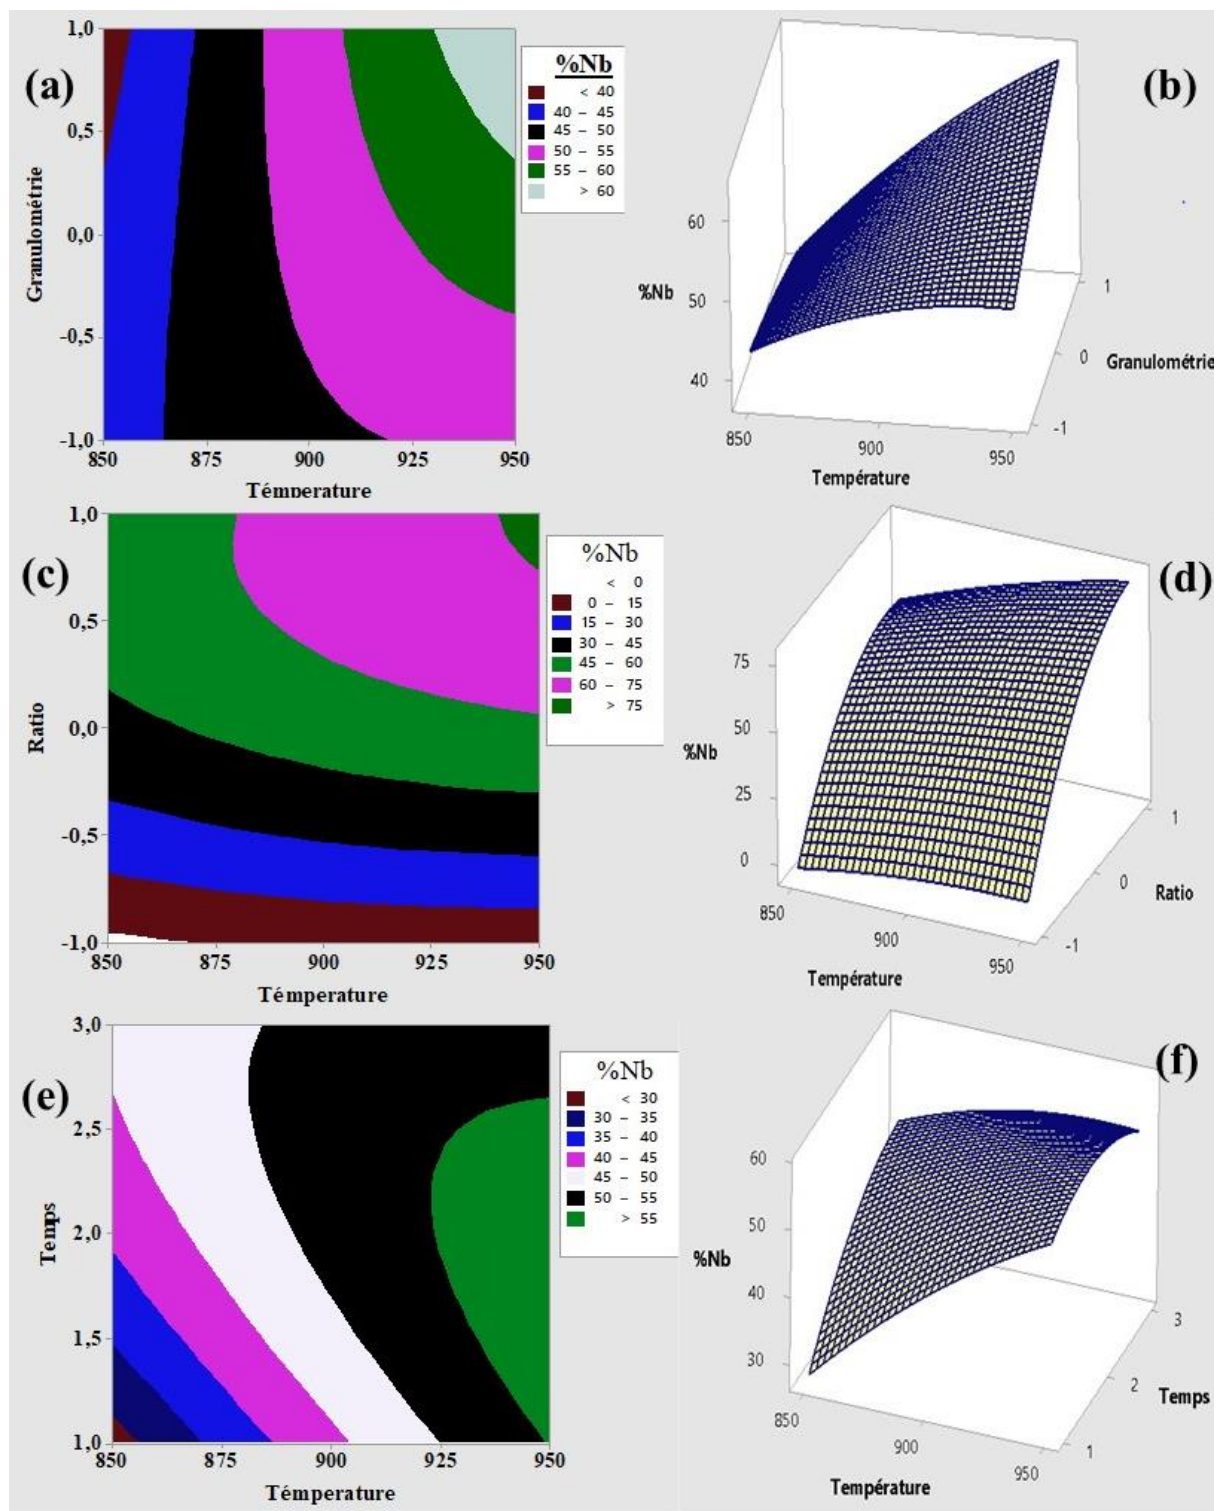 (a)
1,0
0,5
0,0
-0,5
-1,0
Granulométrie
850 875 900 925 950
Témperature
%Nb
< 40
40 – 45
45 – 50
50 – 55
55 – 60
> 60
(b)
%Nb
60
50
40
850 900 950
Température
1
0
-1
Granulométrie
(c)
1,0
0,5
0,0
-0,5
-1,0
Ratio
850 875 900 925 950
Témperature
%Nb
< 0
0 – 15
15 – 30
30 – 45
45 – 60
60 – 75
> 75
(d)
%Nb
75
50
25
0
850 900 950
Température
1
0
-1
Ratio
(e)
3,0
2,5
2,0
1,5
1,0
Temps
850 875 900 925 950
Témperature
%Nb
< 30
30 – 35
35 – 40
40 – 45
45 – 50
50 – 55
> 55
(f)
%Nb
60
50
40
30
850 900 950
Température
3
2
1
Temps